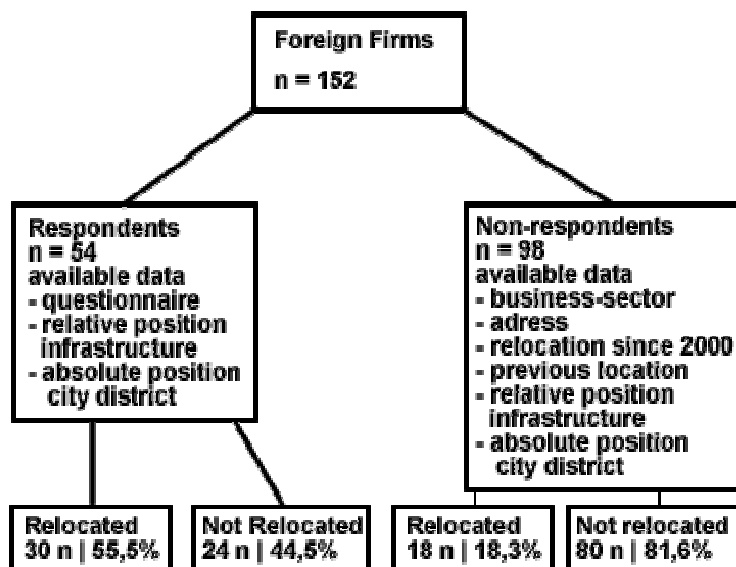 Foreign Firms
n = 152
Respondents
n = 54
available data
- questionnaire
- relative position
infrastructure
- absolute position
city district
Non-respondents
n = 98
available data
- business-sector
- adress
- relocation since 2000
- previous location
- relative position
infrastructure
- absolute position
city district
Relocated
30 n | 55,5%
Not Relocated
24 n | 44,5%
Relocated
18 n | 18,3%
Not relocated
80 n | 81,6%